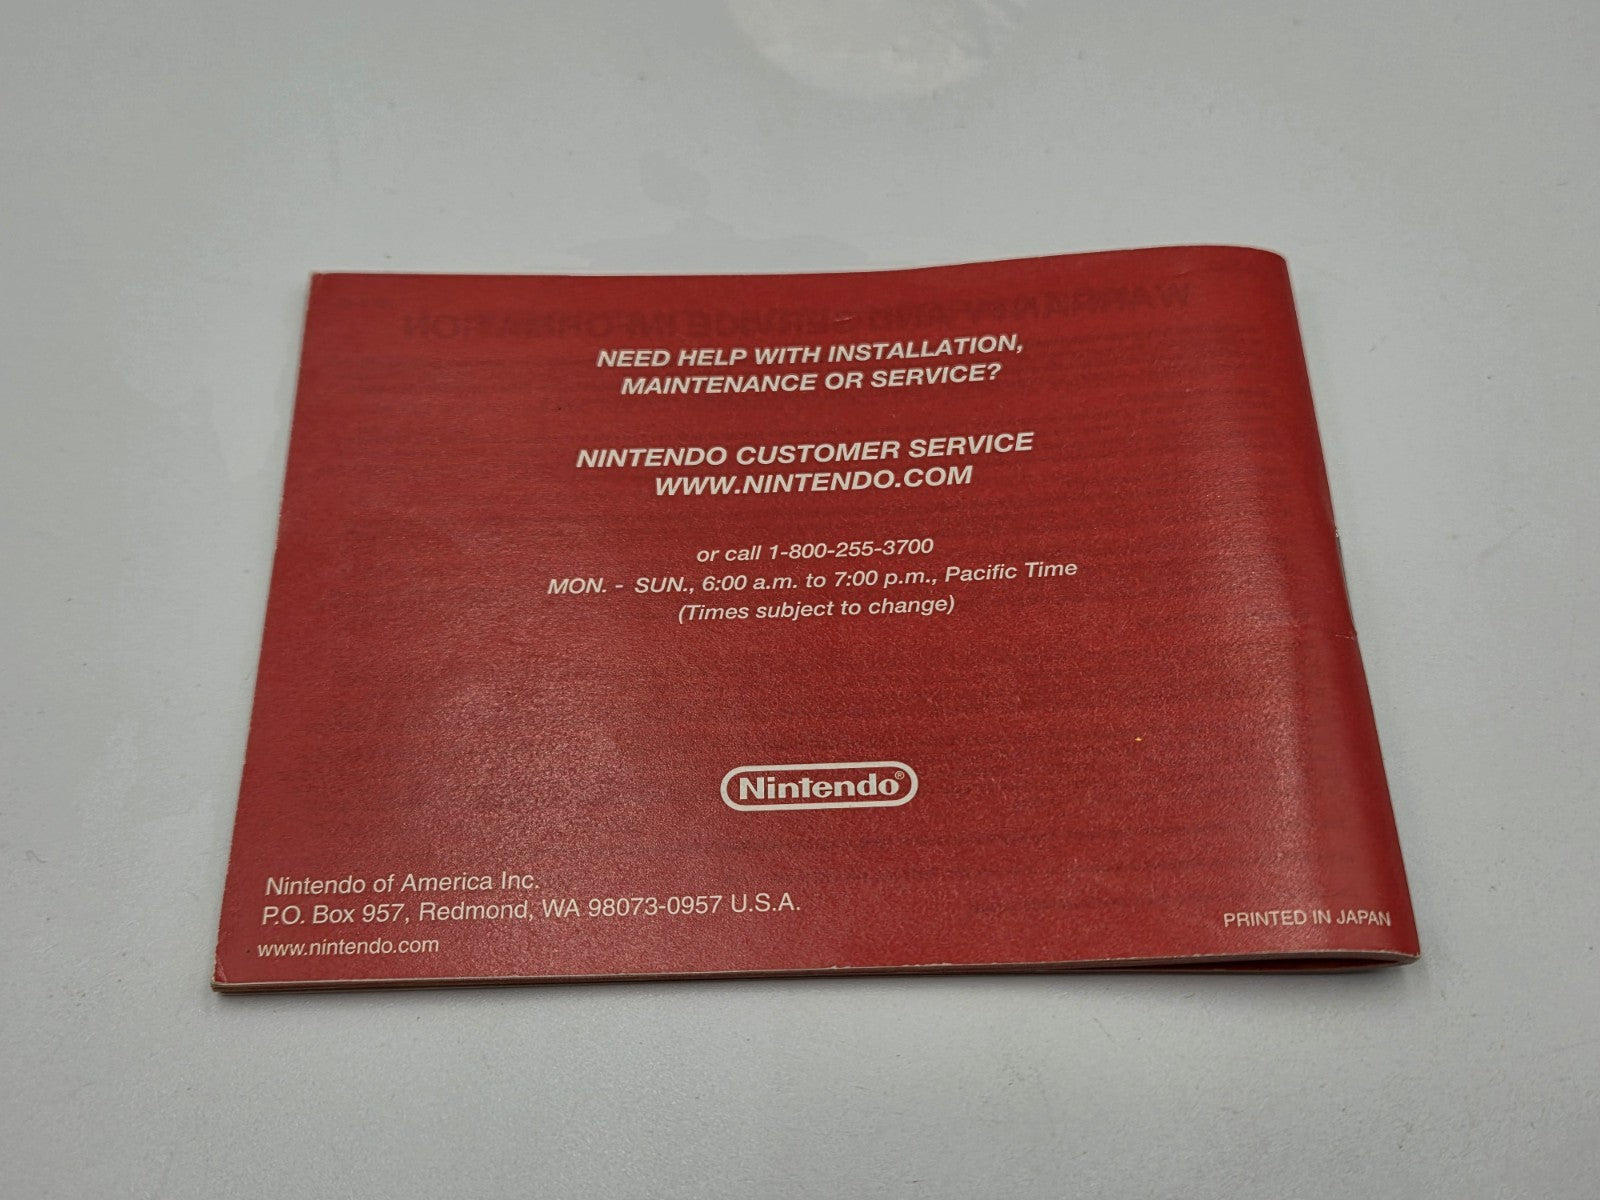 NEED HELP WITH INSTALLATION,
MAINTENANCE OR SERVICE?
NINTENDO CUSTOMER SERVICE
WWW.NINTENDO.COM
or call 1-800-255-3700
MON. - SUN., 6:00 a.m. to 7:00 p.m., Pacific Time
(Times subject to change)
Nintendo®
Nintendo of America Inc.
P.O. Box 957, Redmond, WA 98073-0957 U.S.A.
www.nintendo.com
PRINTED IN JAPAN